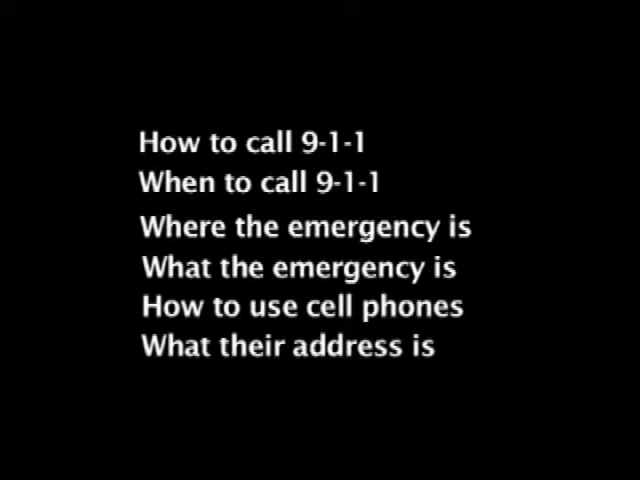 How to call 9-1-1
When to call 9-1-1
Where the emergency is
What the emergency is
How to use cell phones
What their address is